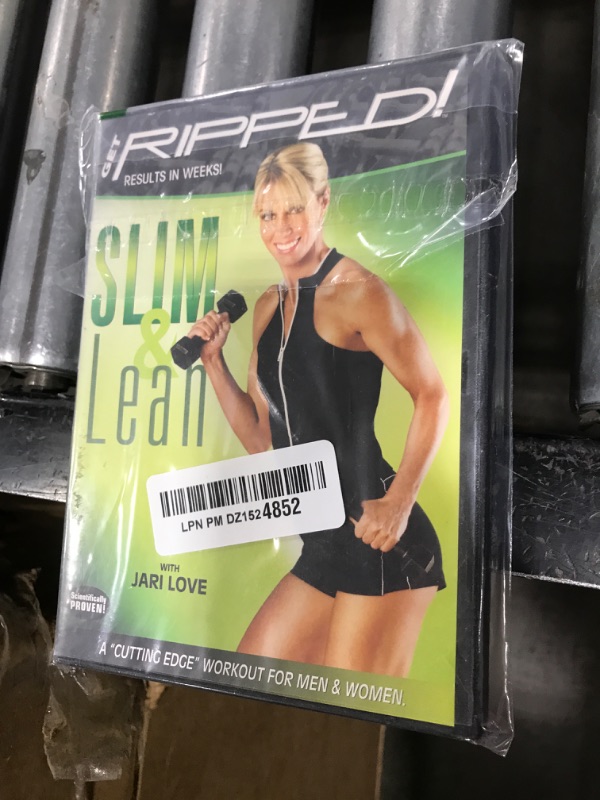 GET RIPPED!
RESULTS IN WEEKS!
SLIM
&
Lean
LPN PM DZ1524852
WITH
JARI LOVE
Scientifically
PROVEN!
A "CUTTING EDGE" WORKOUT FOR MEN & WOMEN.